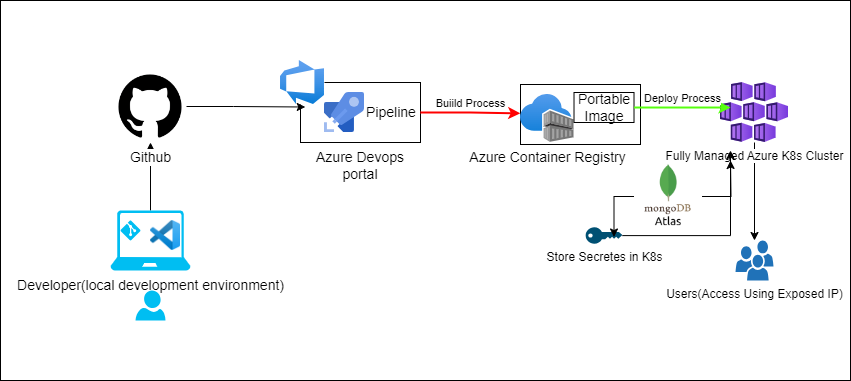 Github
Pipeline
Azure Devops
portal
Buiild Process
Portable
Image
Azure Container Registry
Deploy Process
Fully Managed Azure K8s Cluster
mongoDB
Atlas
Store Secretes in K8s
Developer(local development environment)
Users(Access Using Exposed IP)